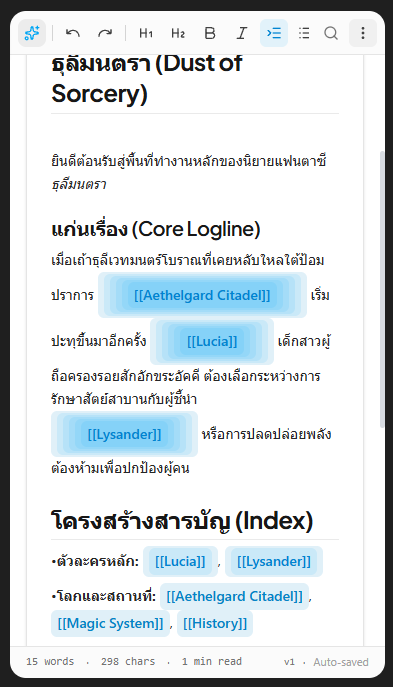 H1 H2 B I
ธุลีมนตรา (Dust of
Sorcery)
ยินดีต้อนรับสู่พื้นที่ทำงานหลักของนิยายแฟนตาซี
ธุลีมนตรา
แก่นเรื่อง (Core Logline)
เมื่อเถ้าธุลีเวทมนตร์โบราณที่เคยหลับใหลใต้ป้อม
ปราการ [[Aethelgard Citadel]] เริ่ม
ปะทุขึ้นมาอีกครั้ง [[Lucia]] เด็กสาวผู้
ถือครองรอยสักอักขระอัคคี ต้องเลือกระหว่างการ
รักษาสัตย์สาบานกับผู้ชี้นำ
[[Lysander]] หรือการปลดปล่อยพลัง
ต้องห้ามเพื่อปกป้องผู้คน
โครงสร้างสารบัญ (Index)
•ตัวละครหลัก: [[Lucia]] , [[Lysander]]
•โลกและสถานที่: [[Aethelgard Citadel]] ,
[[Magic System]] , [[History]]
15 words · 298 chars · 1 min read v1 · Auto-saved